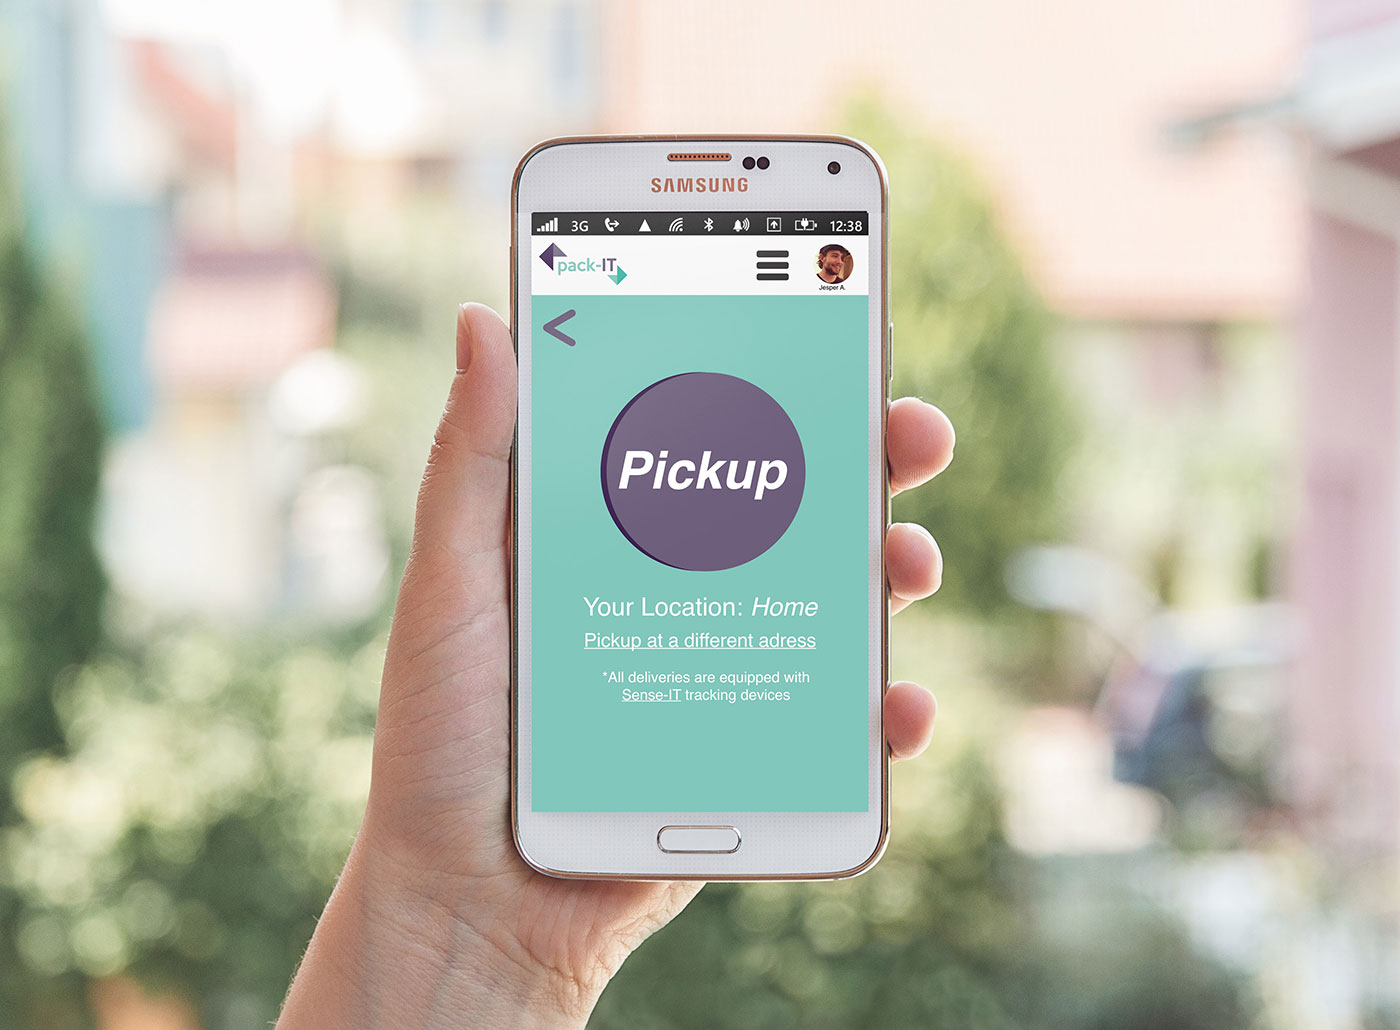 SAMSUNG
3G 12:38
pack-IT
Jesper A.
<
Pickup
Your Location: Home
Pickup at a different adress
*All deliveries are equipped with
Sense-IT tracking devices